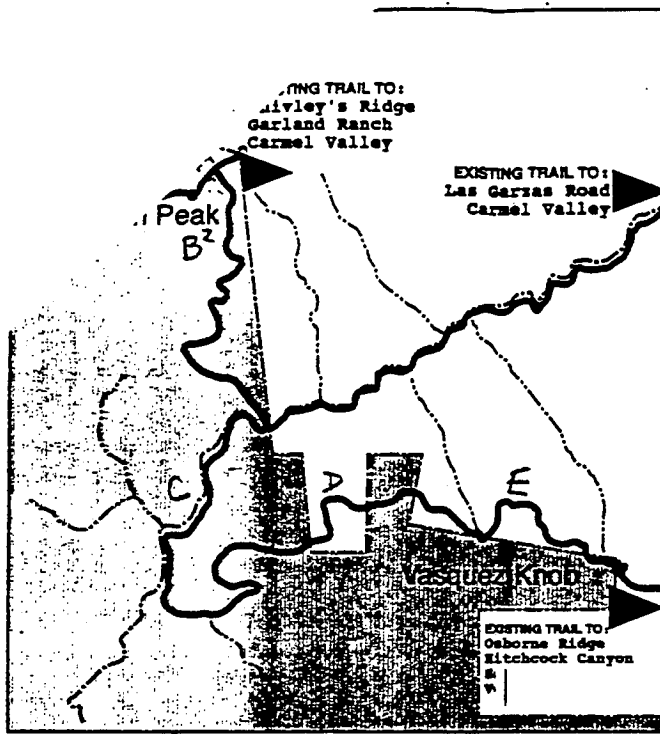 TRAIL TO:
Ridge
Garland Ranch
Carmel Valley
EXISTING TRAIL TO:
Las Garzas Road
Carmel Valley
Peak
B²
C
D
E
Vasquez Knob
EXISTING TRAIL TO:
Osborne Ridge
Hitchcock Canyon